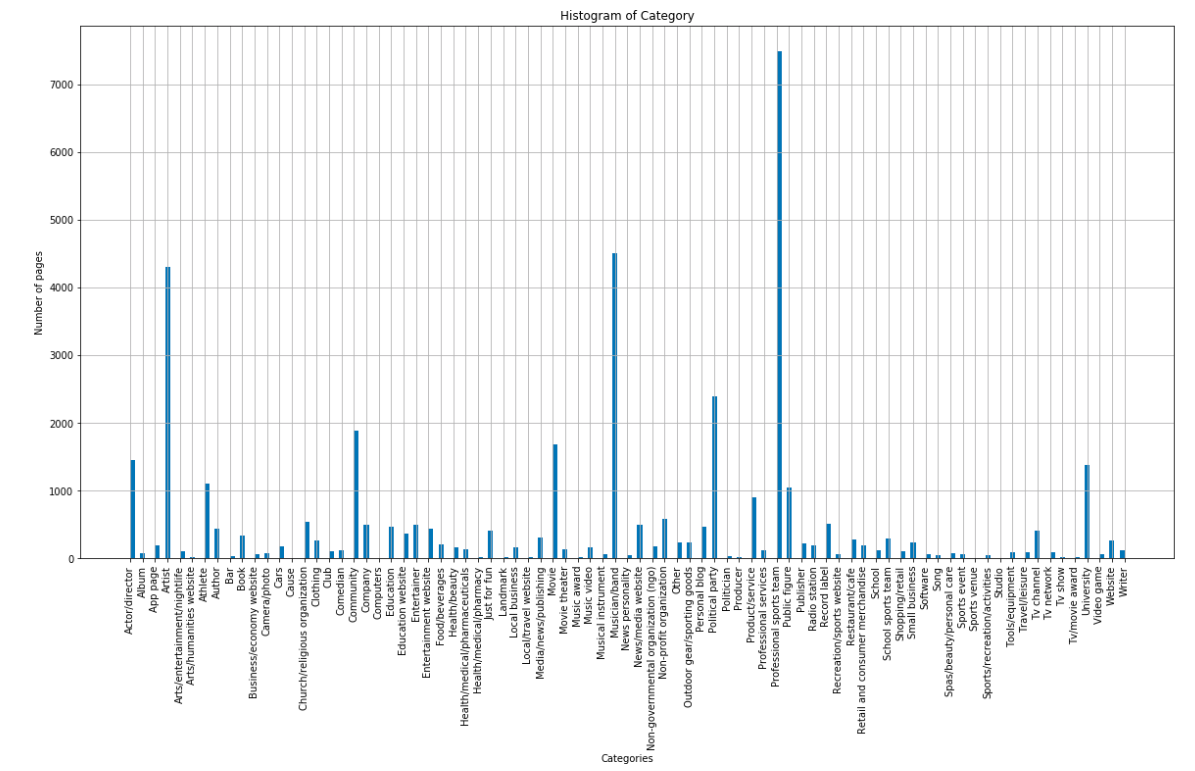 Histogram of Category
Number of pages
7000
6000
5000
4000
3000
2000
1000
0
Actor/director
Album
App page
Artist
Arts/entertainment/nightlife
Arts/humanities website
Athlete
Author
Bar
Book
Business/economy website
Camera/photo
Cars
Cause
Church/religious organization
Clothing
Club
Comedian
Community
Company
Computers
Education
Education website
Entertainer
Entertainment website
Food/beverages
Health/beauty
Health/medical/pharmaceuticals
Health/medical/pharmacy
Just for fun
Landmark
Local business
Local/travel website
Media/news/publishing
Movie
Movie theater
Music award
Music video
Musical instrument
Musician/band
News personality
News/media website
Non-governmental organization (ngo)
Non-profit organization
Other
Outdoor gear/sporting goods
Personal blog
Political party
Politician
Producer
Product/service
Professional services
Professional sports team
Public figure
Publisher
Radio station
Record label
Recreation/sports website
Restaurant/cafe
Retail and consumer merchandise
School
School sports team
Shopping/retail
Small business
Software
Song
Spas/beauty/personal care
Sports event
Sports venue
Sports/recreation/activities
Studio
Tools/equipment
Travel/leisure
Tv channel
Tv network
Tv show
Tv/movie award
University
Video game
Website
Writer
Categories